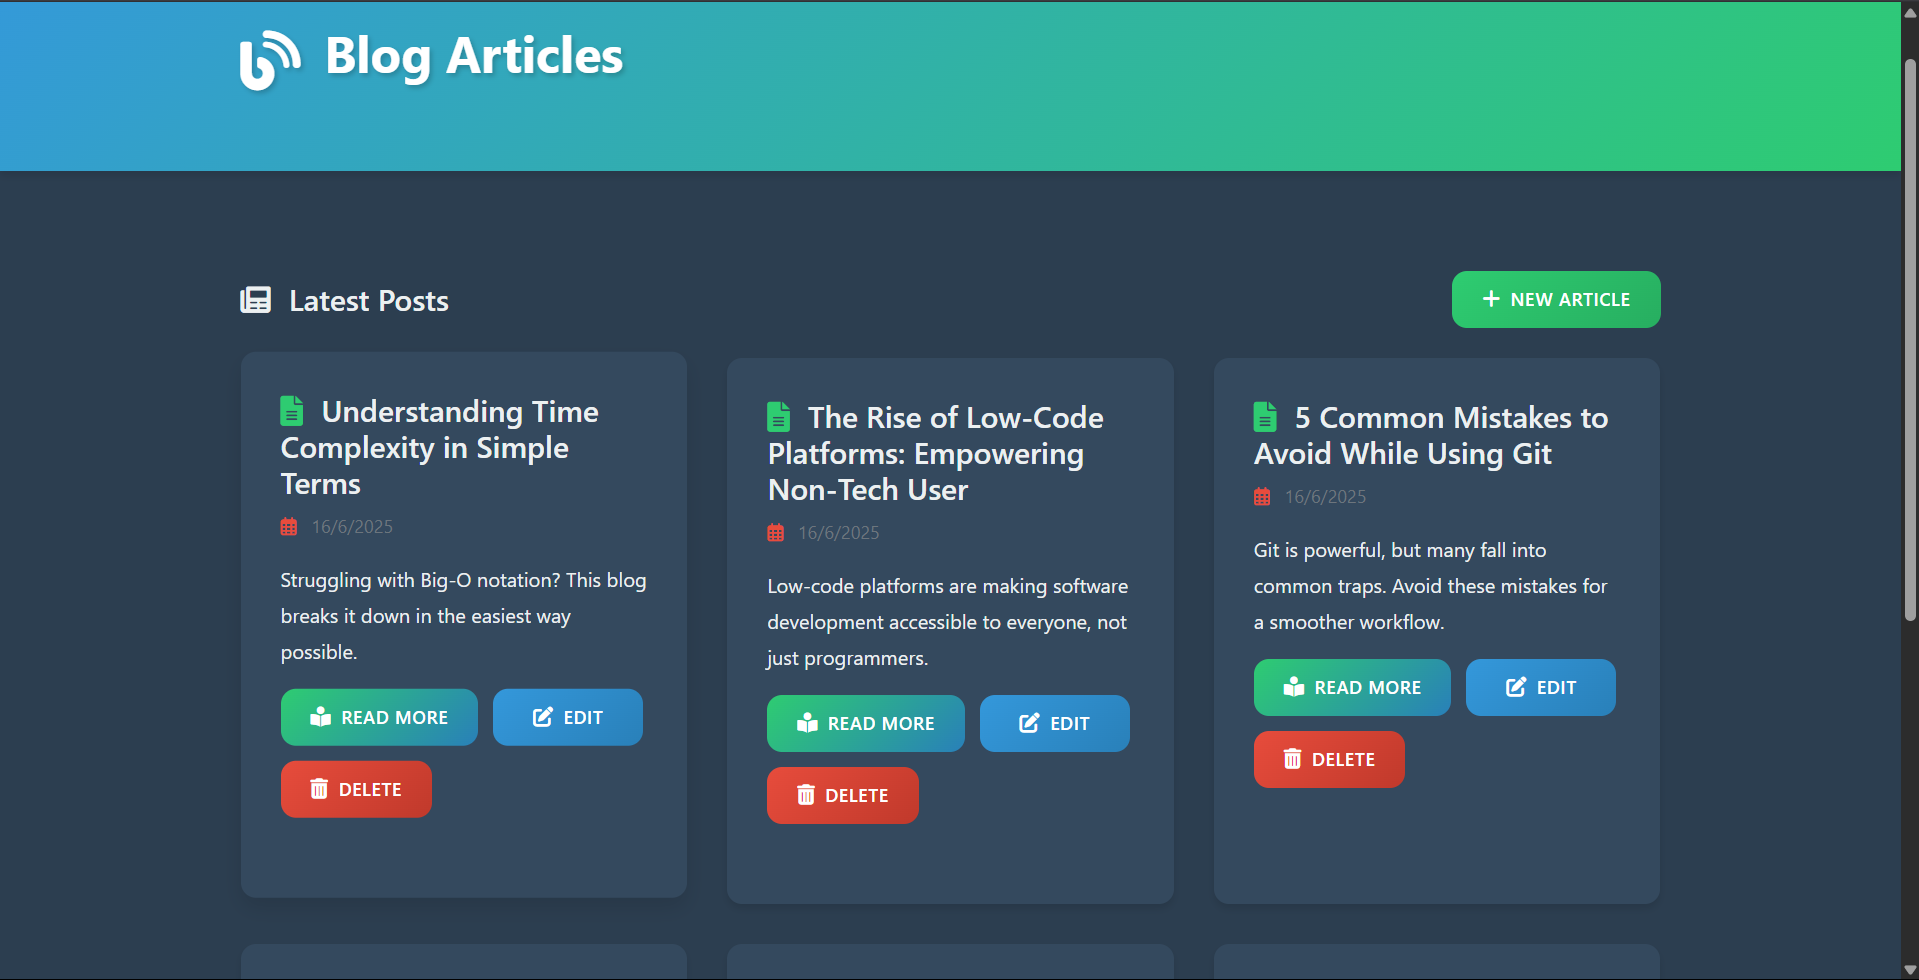 Blog Articles
Latest Posts
NEW ARTICLE
Understanding Time
Complexity in Simple
Terms
16/6/2025
Struggling with Big-O notation? This blog
breaks it down in the easiest way
possible.
READ MORE
EDIT
DELETE
The Rise of Low-Code
Platforms: Empowering
Non-Tech User
16/6/2025
Low-code platforms are making software
development accessible to everyone, not
just programmers.
READ MORE
EDIT
DELETE
5 Common Mistakes to
Avoid While Using Git
16/6/2025
Git is powerful, but many fall into
common traps. Avoid these mistakes for
a smoother workflow.
READ MORE
EDIT
DELETE